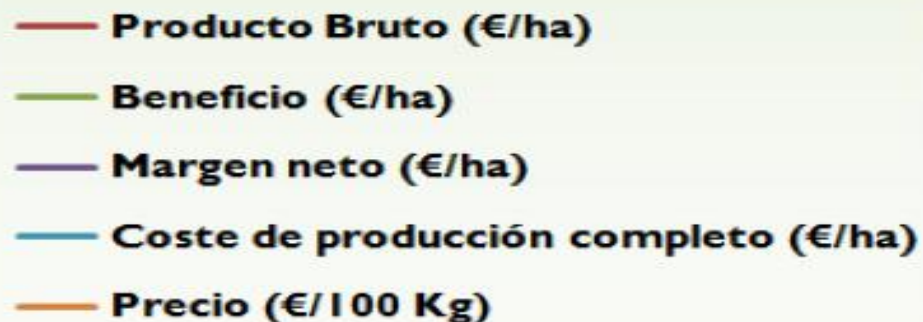 Producto Bruto (€/ha)
Beneficio (€/ha)
Margen neto (€/ha)
Coste de producción completo (€/ha)
Precio (€/100 Kg)